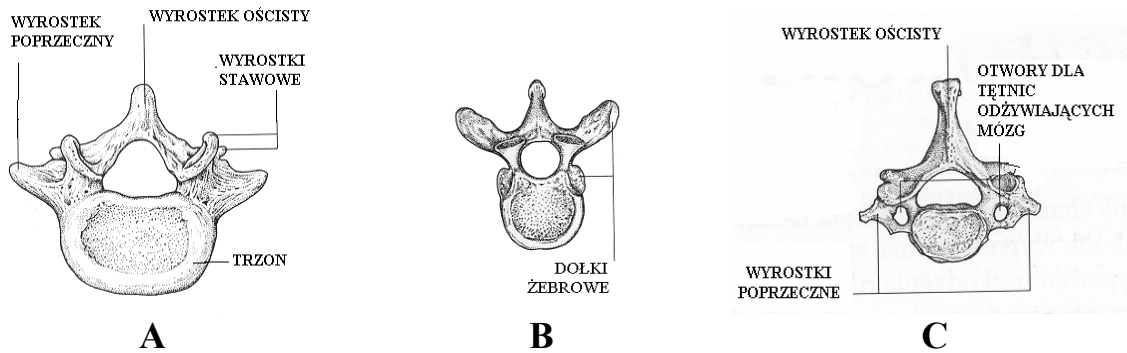 WYROSTEK
POPRZECZNY
WYROSTEK OŚCISTY
WYROSTKI
STAWOWE
TRZON
A
DOŁKI
ŻEBROWE
B
WYROSTEK OŚCISTY
OTWORY DLA
TĘTNIC
ODŻYWIAJĄCYCH
MÓZG
WYROSTKI
POPRZECZNE
C